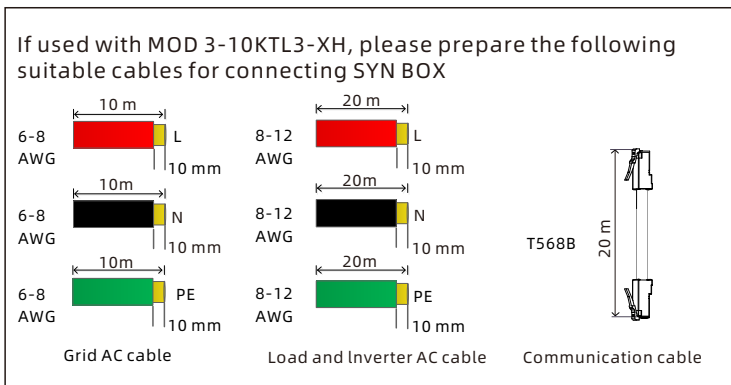 If used with MOD 3-10KTL3-XH, please prepare the following
suitable cables for connecting SYN BOX
10 m
6-8
AWG
L
10 mm
10m
6-8
AWG
N
10 mm
10m
6-8
AWG
PE
10 mm
Grid AC cable
20 m
8-12
AWG
L
10 mm
20m
8-12
AWG
N
10 mm
20m
8-12
AWG
PE
10 mm
Load and lnverter AC cable
T568B
20 m
Communication cable